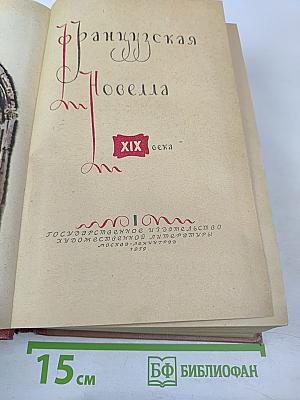 Французская
Новелла
XIX века
I
ГОСУДАРСТВЕННОЕ ИЗДАТЕЛЬСТВО
ХУДОЖЕСТВЕННОЙ ЛИТЕРАТУРЫ
МОСКВА-ЛЕНИНГРАД
1959
15 см
БФ БИБЛИОФАН